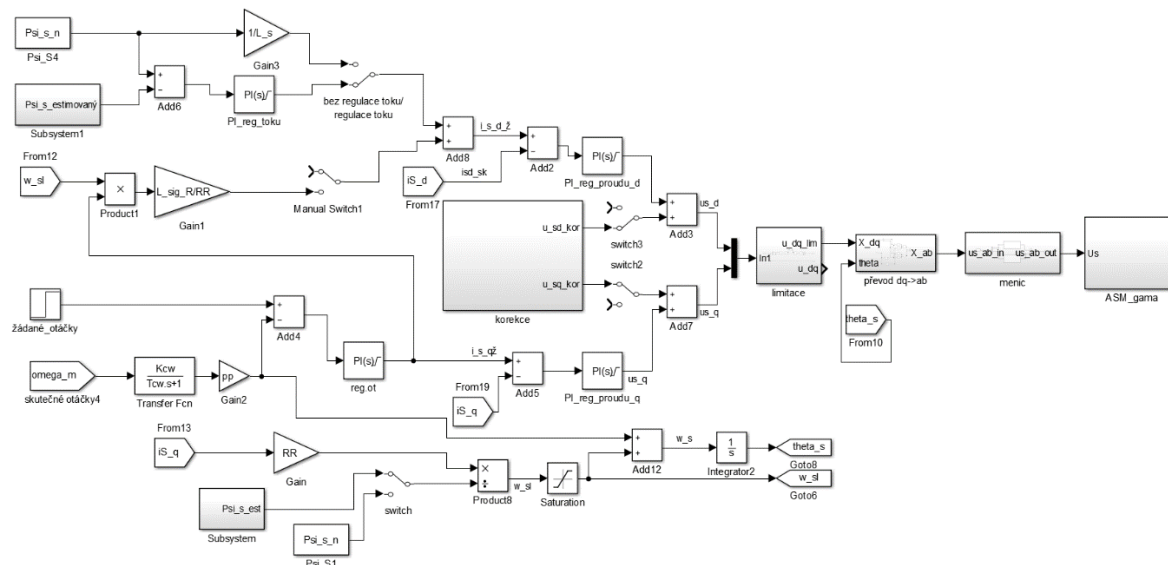 Psi_s_n
Psi_S4
1/L_s
Gain3
Psi_s_estimovaný
Subsystem1
+
−
Add6
PI(s)
PI_reg_toku
bez regulace toku/
regulace toku
From12
w_sl
×
Product1
L_sig_R/RR
Gain1
Manual Switch1
+
+
Add8
i_s_d_ž
iS_d
From17
isd_sk
+
−
Add2
PI(s)
PI_reg_proudu_d
u_sd_kor
u_sq_kor
korekce
switch3
switch2
+
+
Add3
us_d
+
+
Add7
us_q
In1
u_dq_lim
u_dq
limitace
X_dq
theta
X_ab
převod dq->ab
theta_s
From10
us_ab_in
us_ab_out
menic
Us
ASM_gama
žádané_otáčky
+
−
Add4
PI(s)
reg.ot
i_s_qž
From19
iS_q
+
−
Add5
PI(s)
PI_reg_proudu_q
us_q
omega_m
skutečné otáčky4
Kcw
Tcw.s+1
Transfer Fcn
pp
Gain2
From13
iS_q
RR
Gain
Psi_s_est
Subsystem
switch
Psi_s_n
Psi_S1
×
÷
Product8
w_sl
Saturation
+
+
Add12
w_s
1
s
Integrator2
theta_s
Goto8
w_sl
Goto6